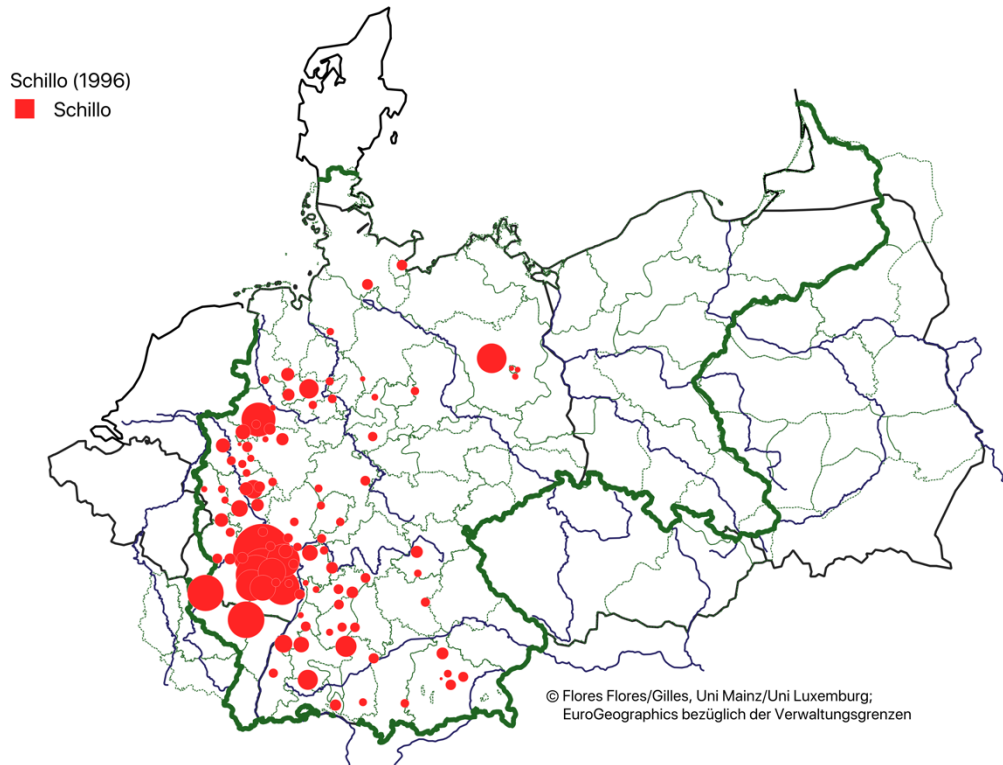 Schillo (1996)
Schillo
© Flores Flores/Gilles, Uni Mainz/Uni Luxemburg;
EuroGeographics bezüglich der Verwaltungsgrenzen